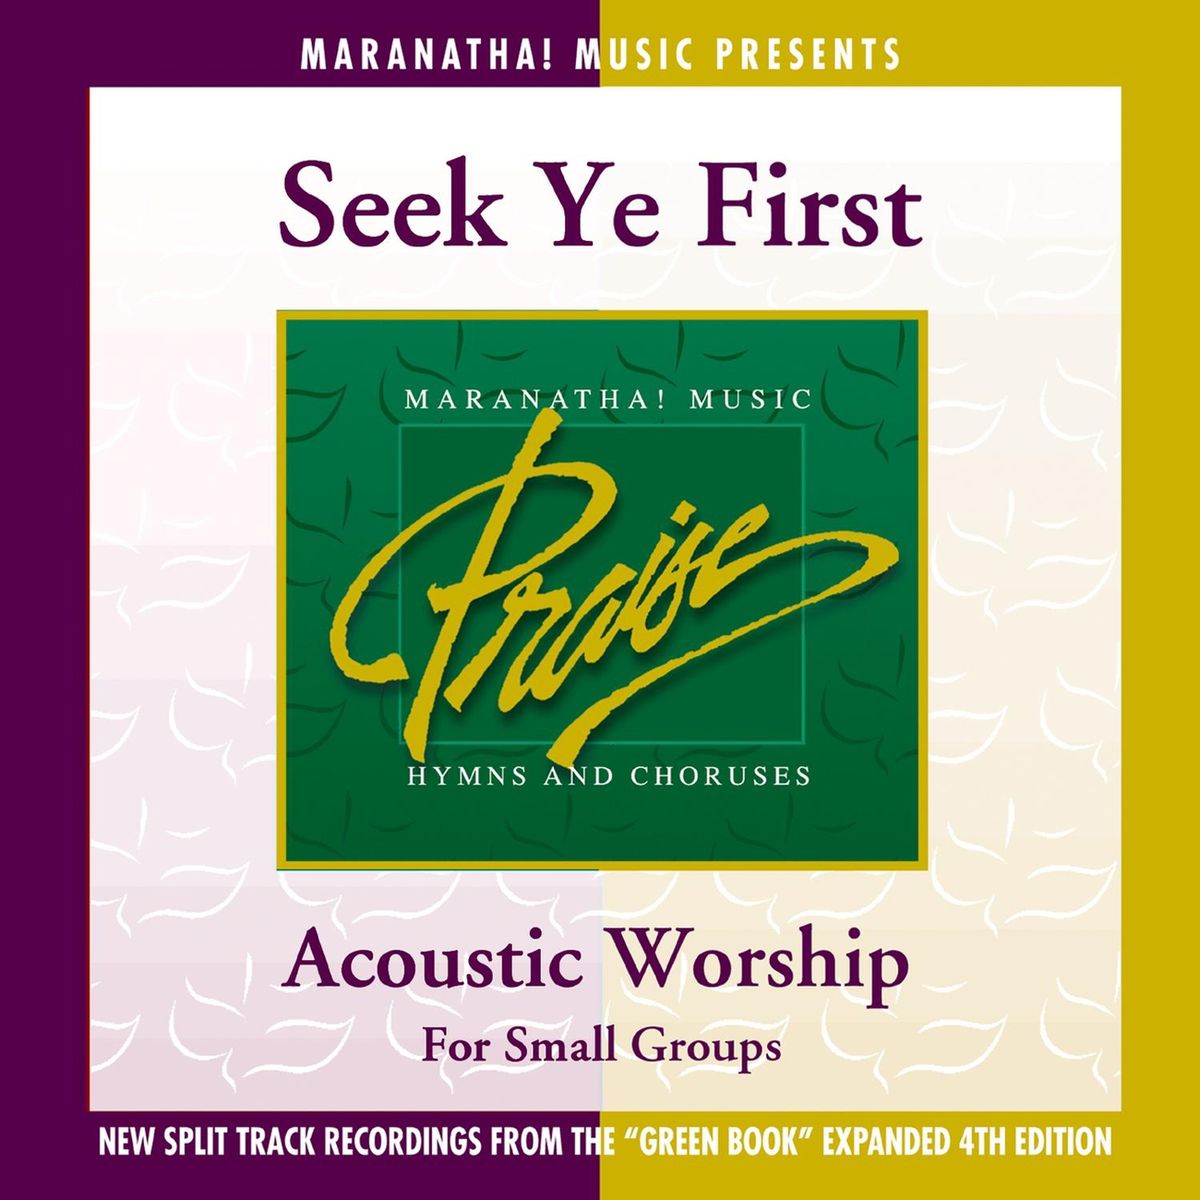 MARANATHA! MUSIC PRESENTS
Seek Ye First
MARANATHA! MUSIC
Praise
HYMNS AND CHORUSES
Acoustic Worship
For Small Groups
NEW SPLIT TRACK RECORDINGS FROM THE “GREEN BOOK” EXPANDED 4TH EDITION